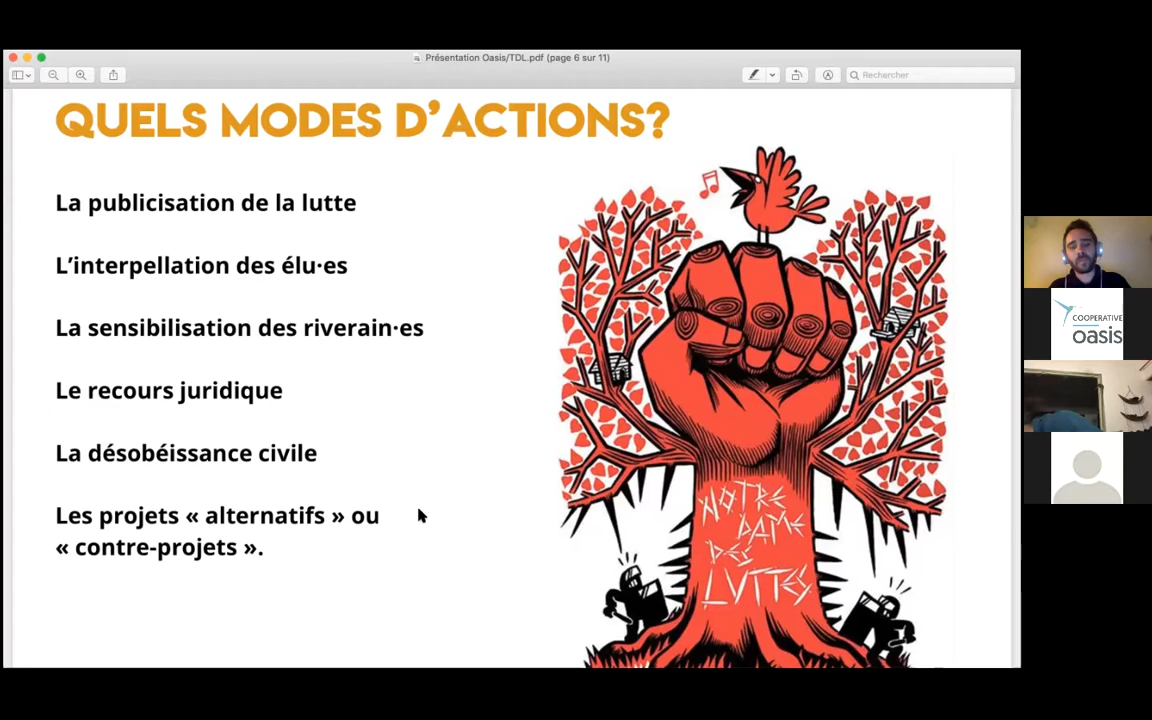 Présentation Oasis/TDL.pdf (page 6 sur 11)
Rechercher
QUELS MODES D’ACTIONS?
La publicisation de la lutte
L’interpellation des élu·es
La sensibilisation des riverain·es
Le recours juridique
La désobéissance civile
Les projets « alternatifs » ou
« contre-projets ».
NOTRE
DAME
DES
LUTTES
COOPERATIVE
oasis